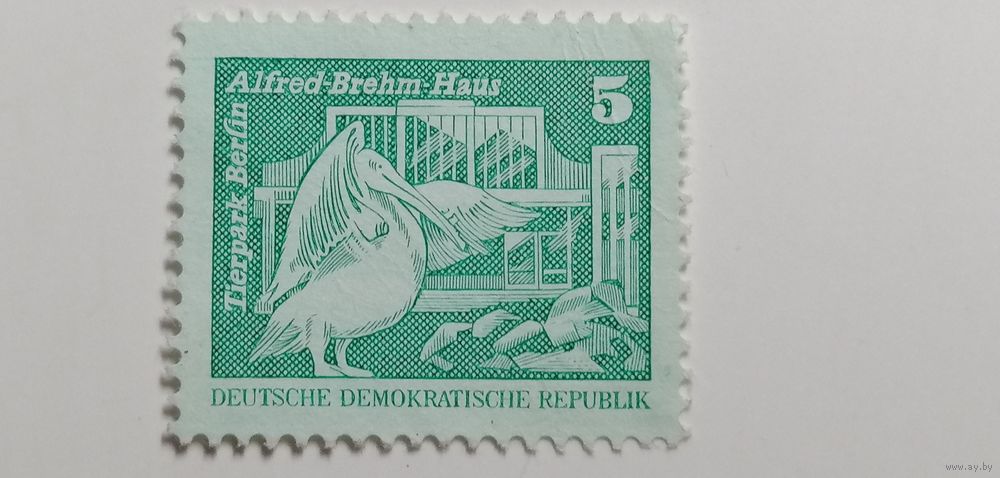 Alfred-Brehm-Haus
5
Tierpark Berlin
DEUTSCHE DEMOKRATISCHE REPUBLIK
www.ay.by